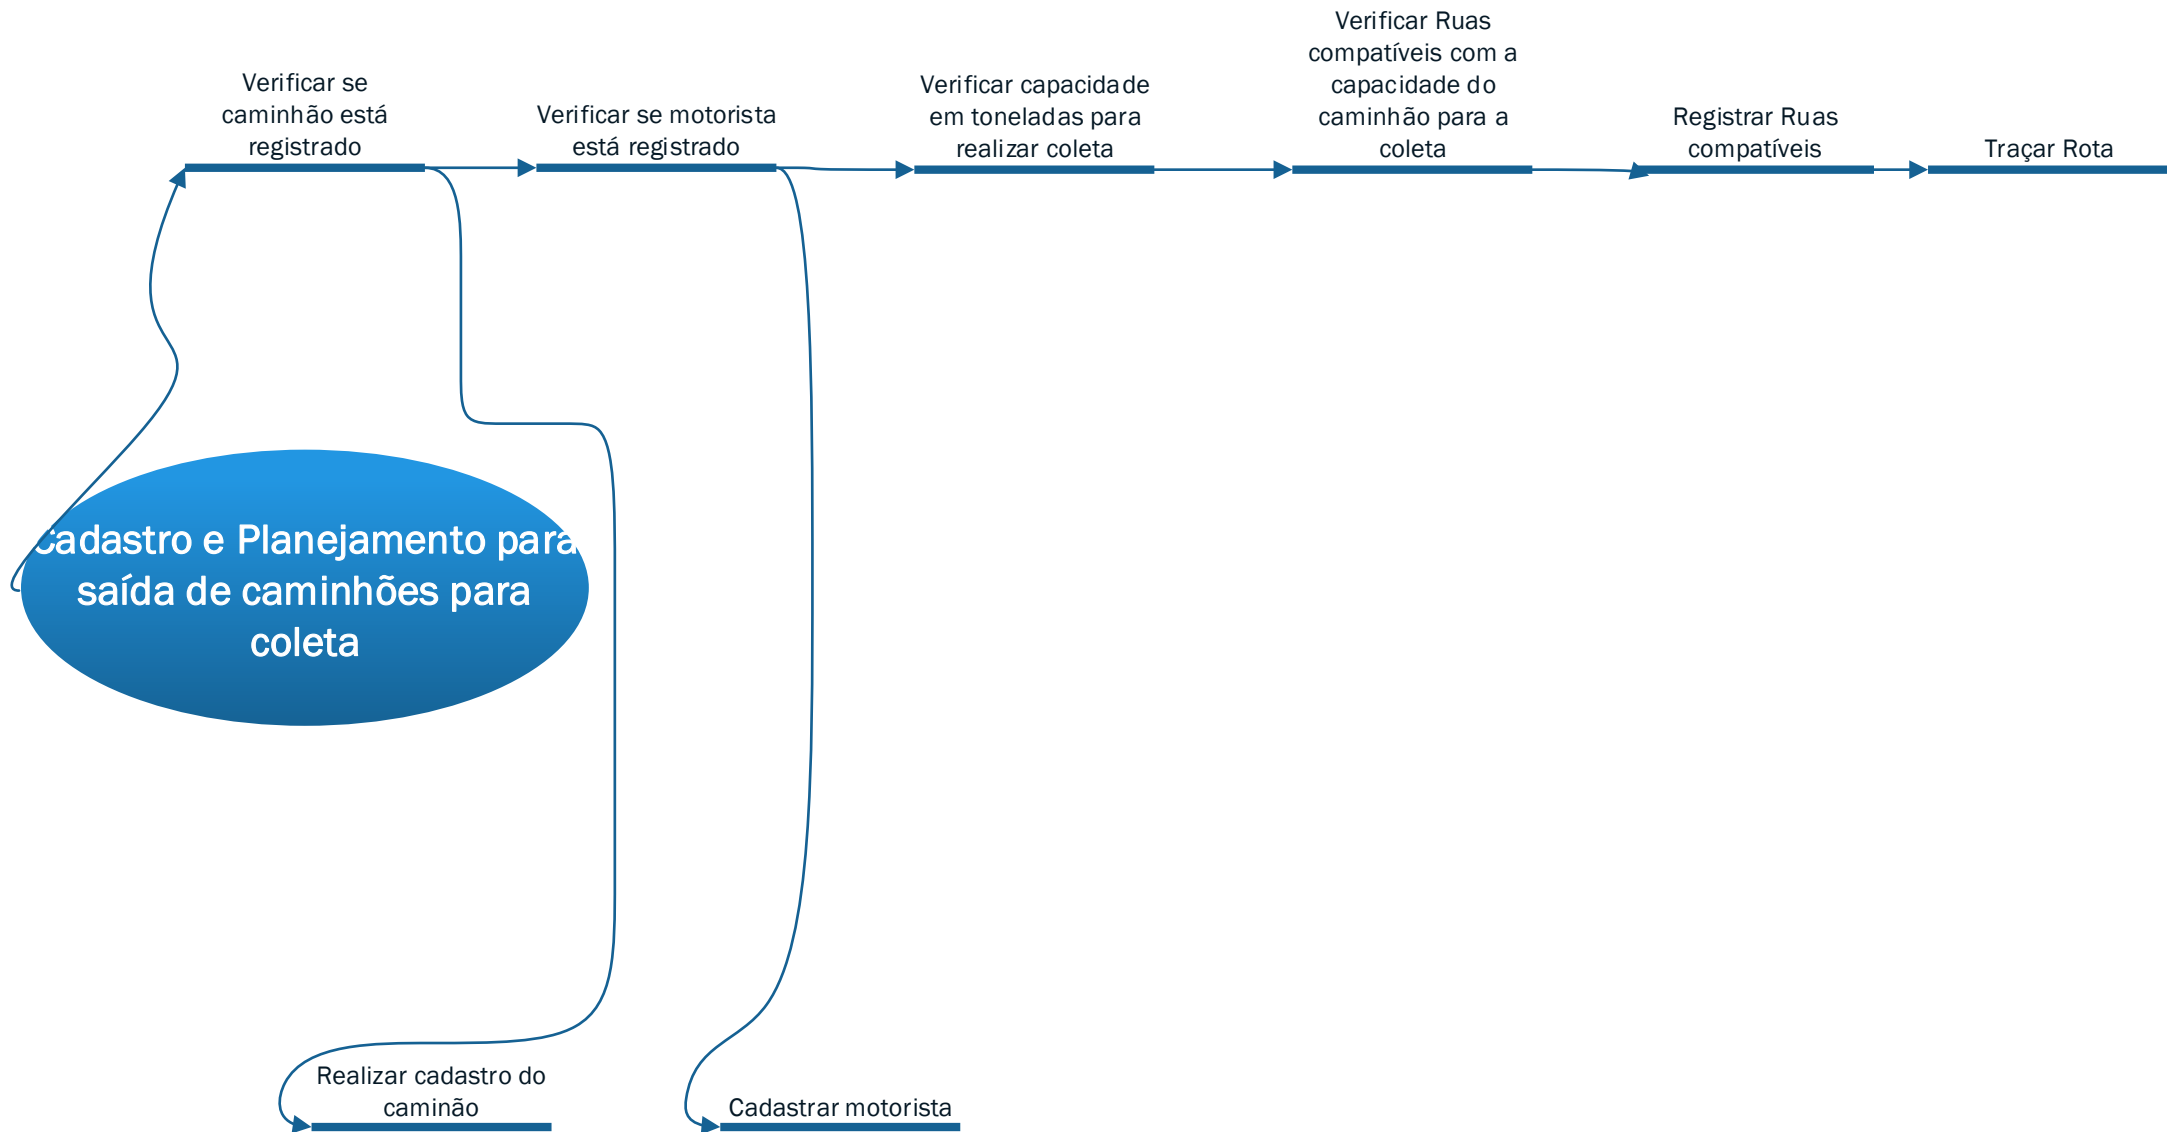 Verificar se
caminhão está
registrado
Verificar se motorista
está registrado
Verificar capacidade
em toneladas para
realizar coleta
Verificar Ruas
compatíveis com a
capacidade do
caminhão para a
coleta
Registrar Ruas
compatíveis
Traçar Rota
Cadastro e Planejamento para
saída de caminhões para
coleta
Realizar cadastro do
caminão
Cadastrar motorista